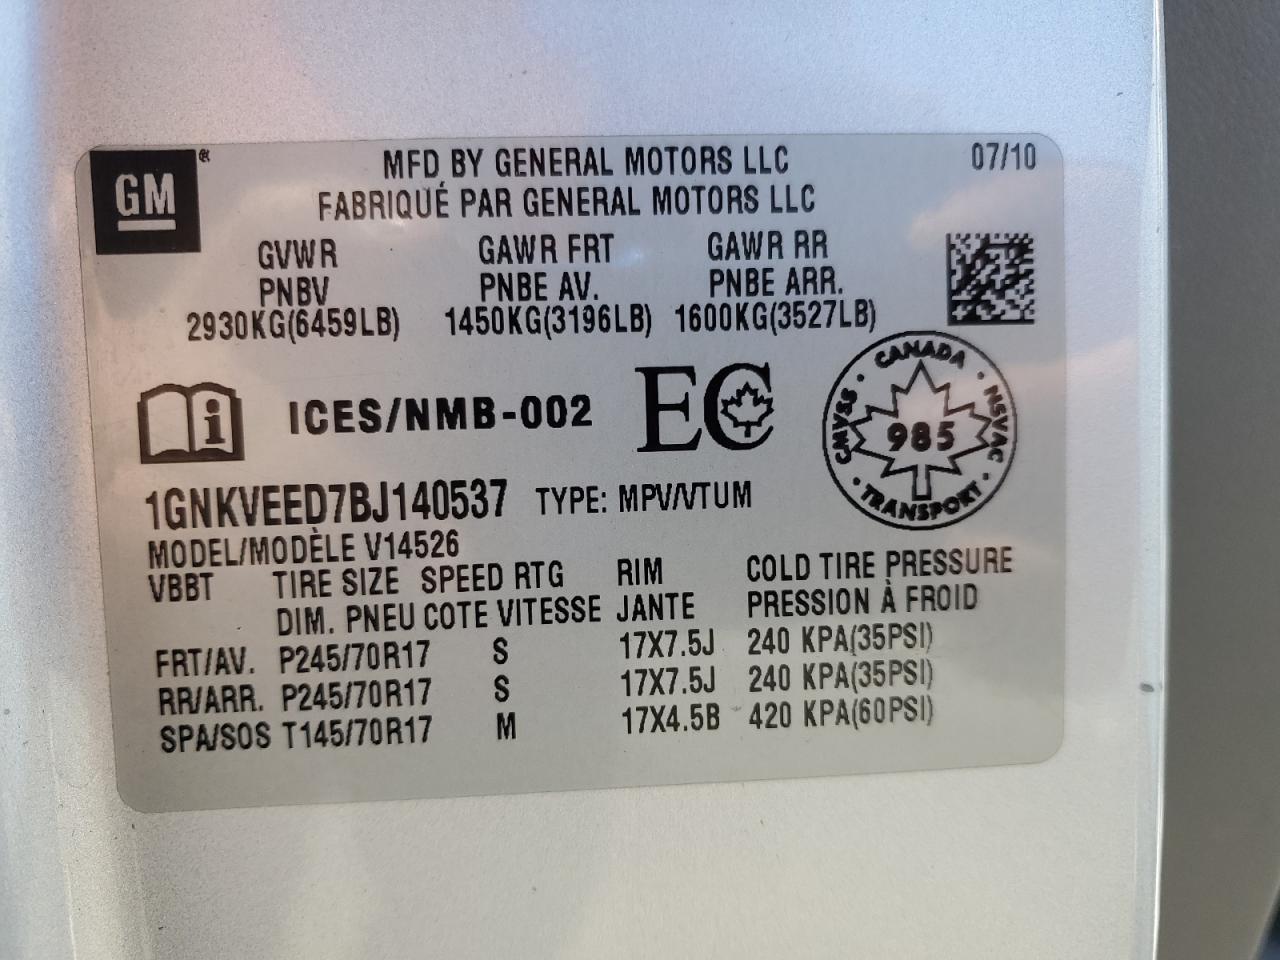 GM
MFD BY GENERAL MOTORS LLC 07/10
FABRIQUÉ PAR GENERAL MOTORS LLC
GVWR GAWR FRT GAWR RR
PNBV PNBE AV. PNBE ARR.
2930KG(6459LB) 1450KG(3196LB) 1600KG(3527LB)
i ICES/NMB-002 EC
CANADA · NSVAC · TRANSPORT · CMVSS ·
985
1GNKVEED7BJ140537 TYPE: MPV/VTUM
MODEL/MODÈLE V14526
VBBT TIRE SIZE SPEED RTG RIM COLD TIRE PRESSURE
DIM. PNEU COTE VITESSE JANTE PRESSION À FROID
FRT/AV. P245/70R17 S 17X7.5J 240 KPA(35PSI)
RR/ARR. P245/70R17 S 17X7.5J 240 KPA(35PSI)
SPA/SOS T145/70R17 M 17X4.5B 420 KPA(60PSI)